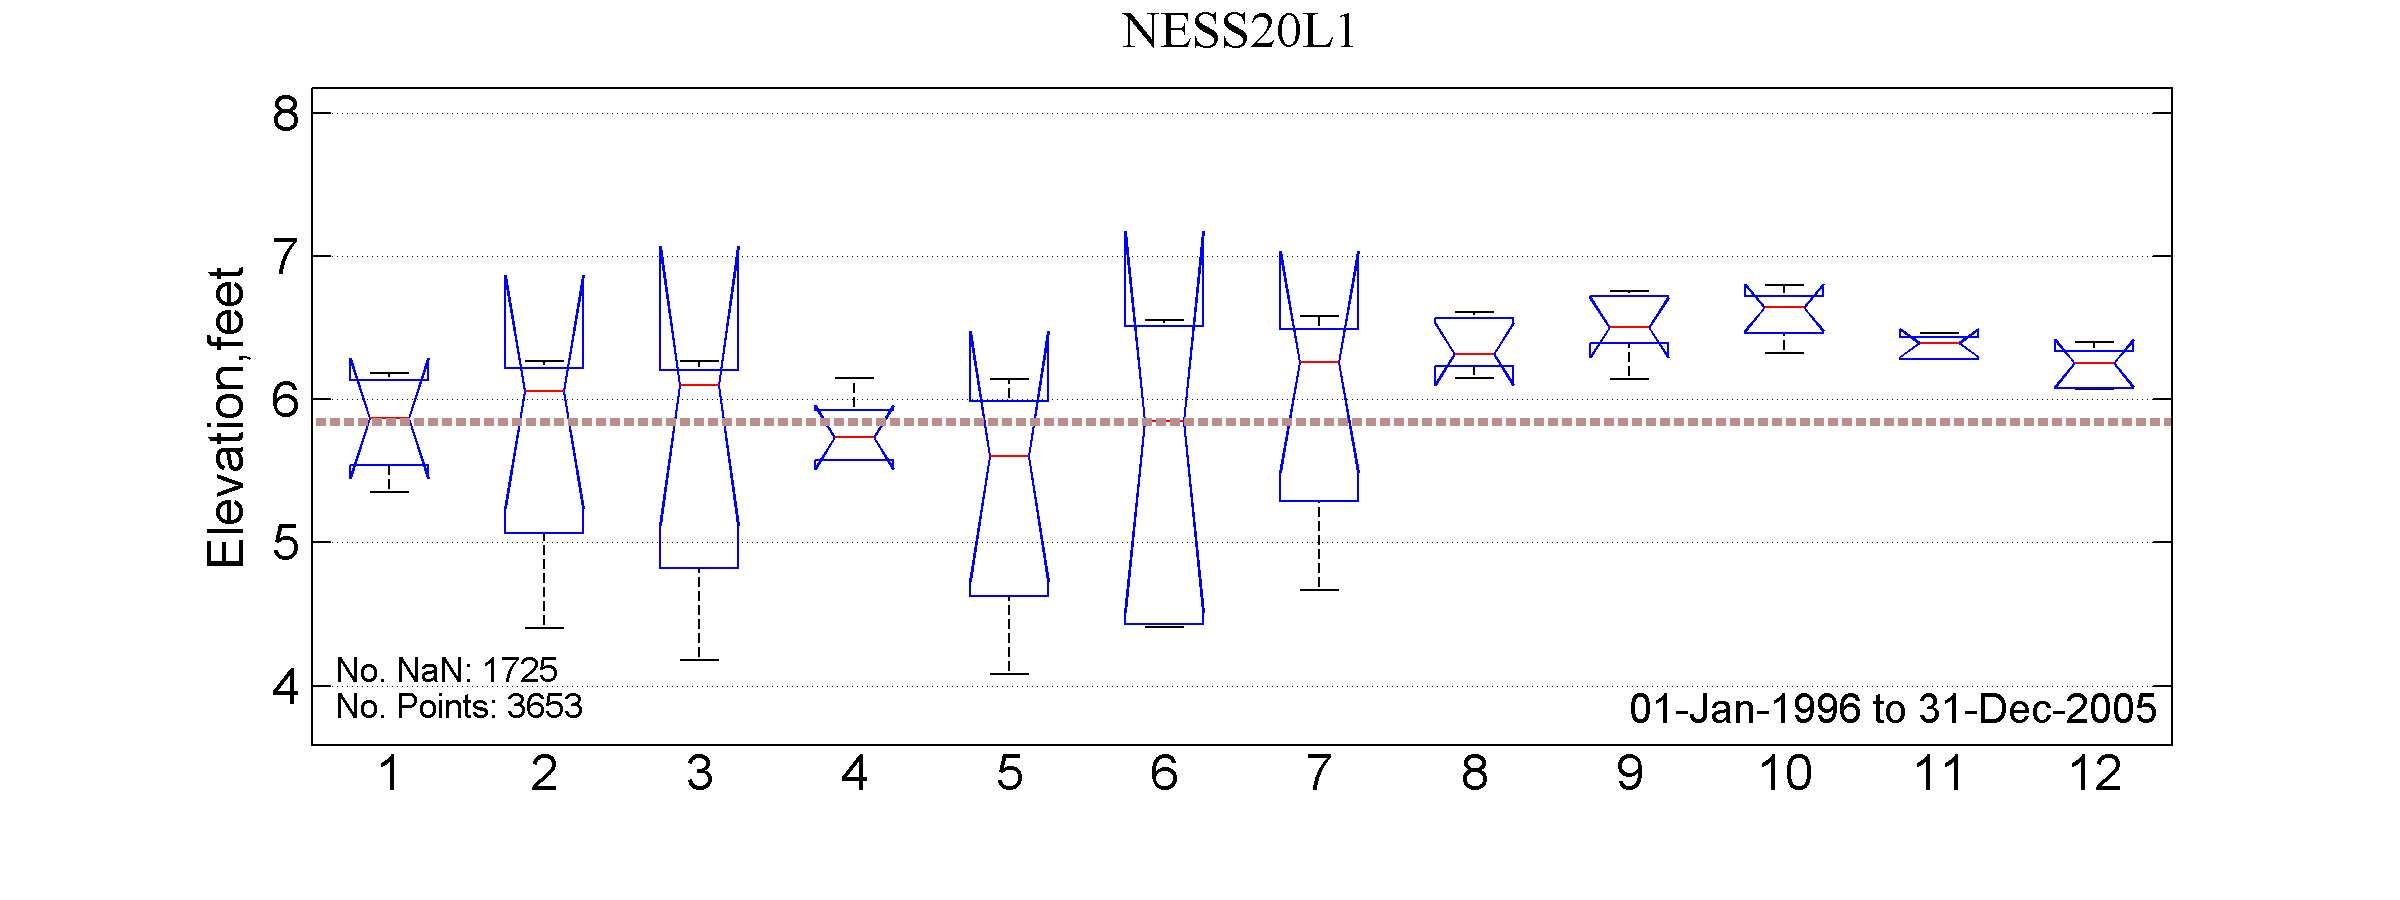 NESS20L1
8
7
6
5
4
Elevation,feet
No. NaN: 1725
No. Points: 3653
01-Jan-1996 to 31-Dec-2005
1 2 3 4 5 6 7 8 9 10 11 12